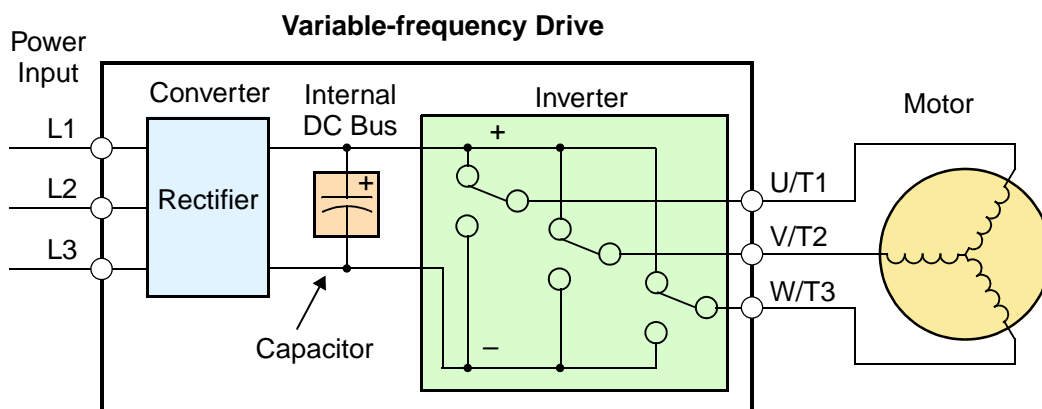 Variable-frequency Drive
Power
Input
Converter
Internal
DC Bus
Inverter
Motor
L1
L2
L3
Rectifier
+
+
–
U/T1
V/T2
W/T3
Capacitor